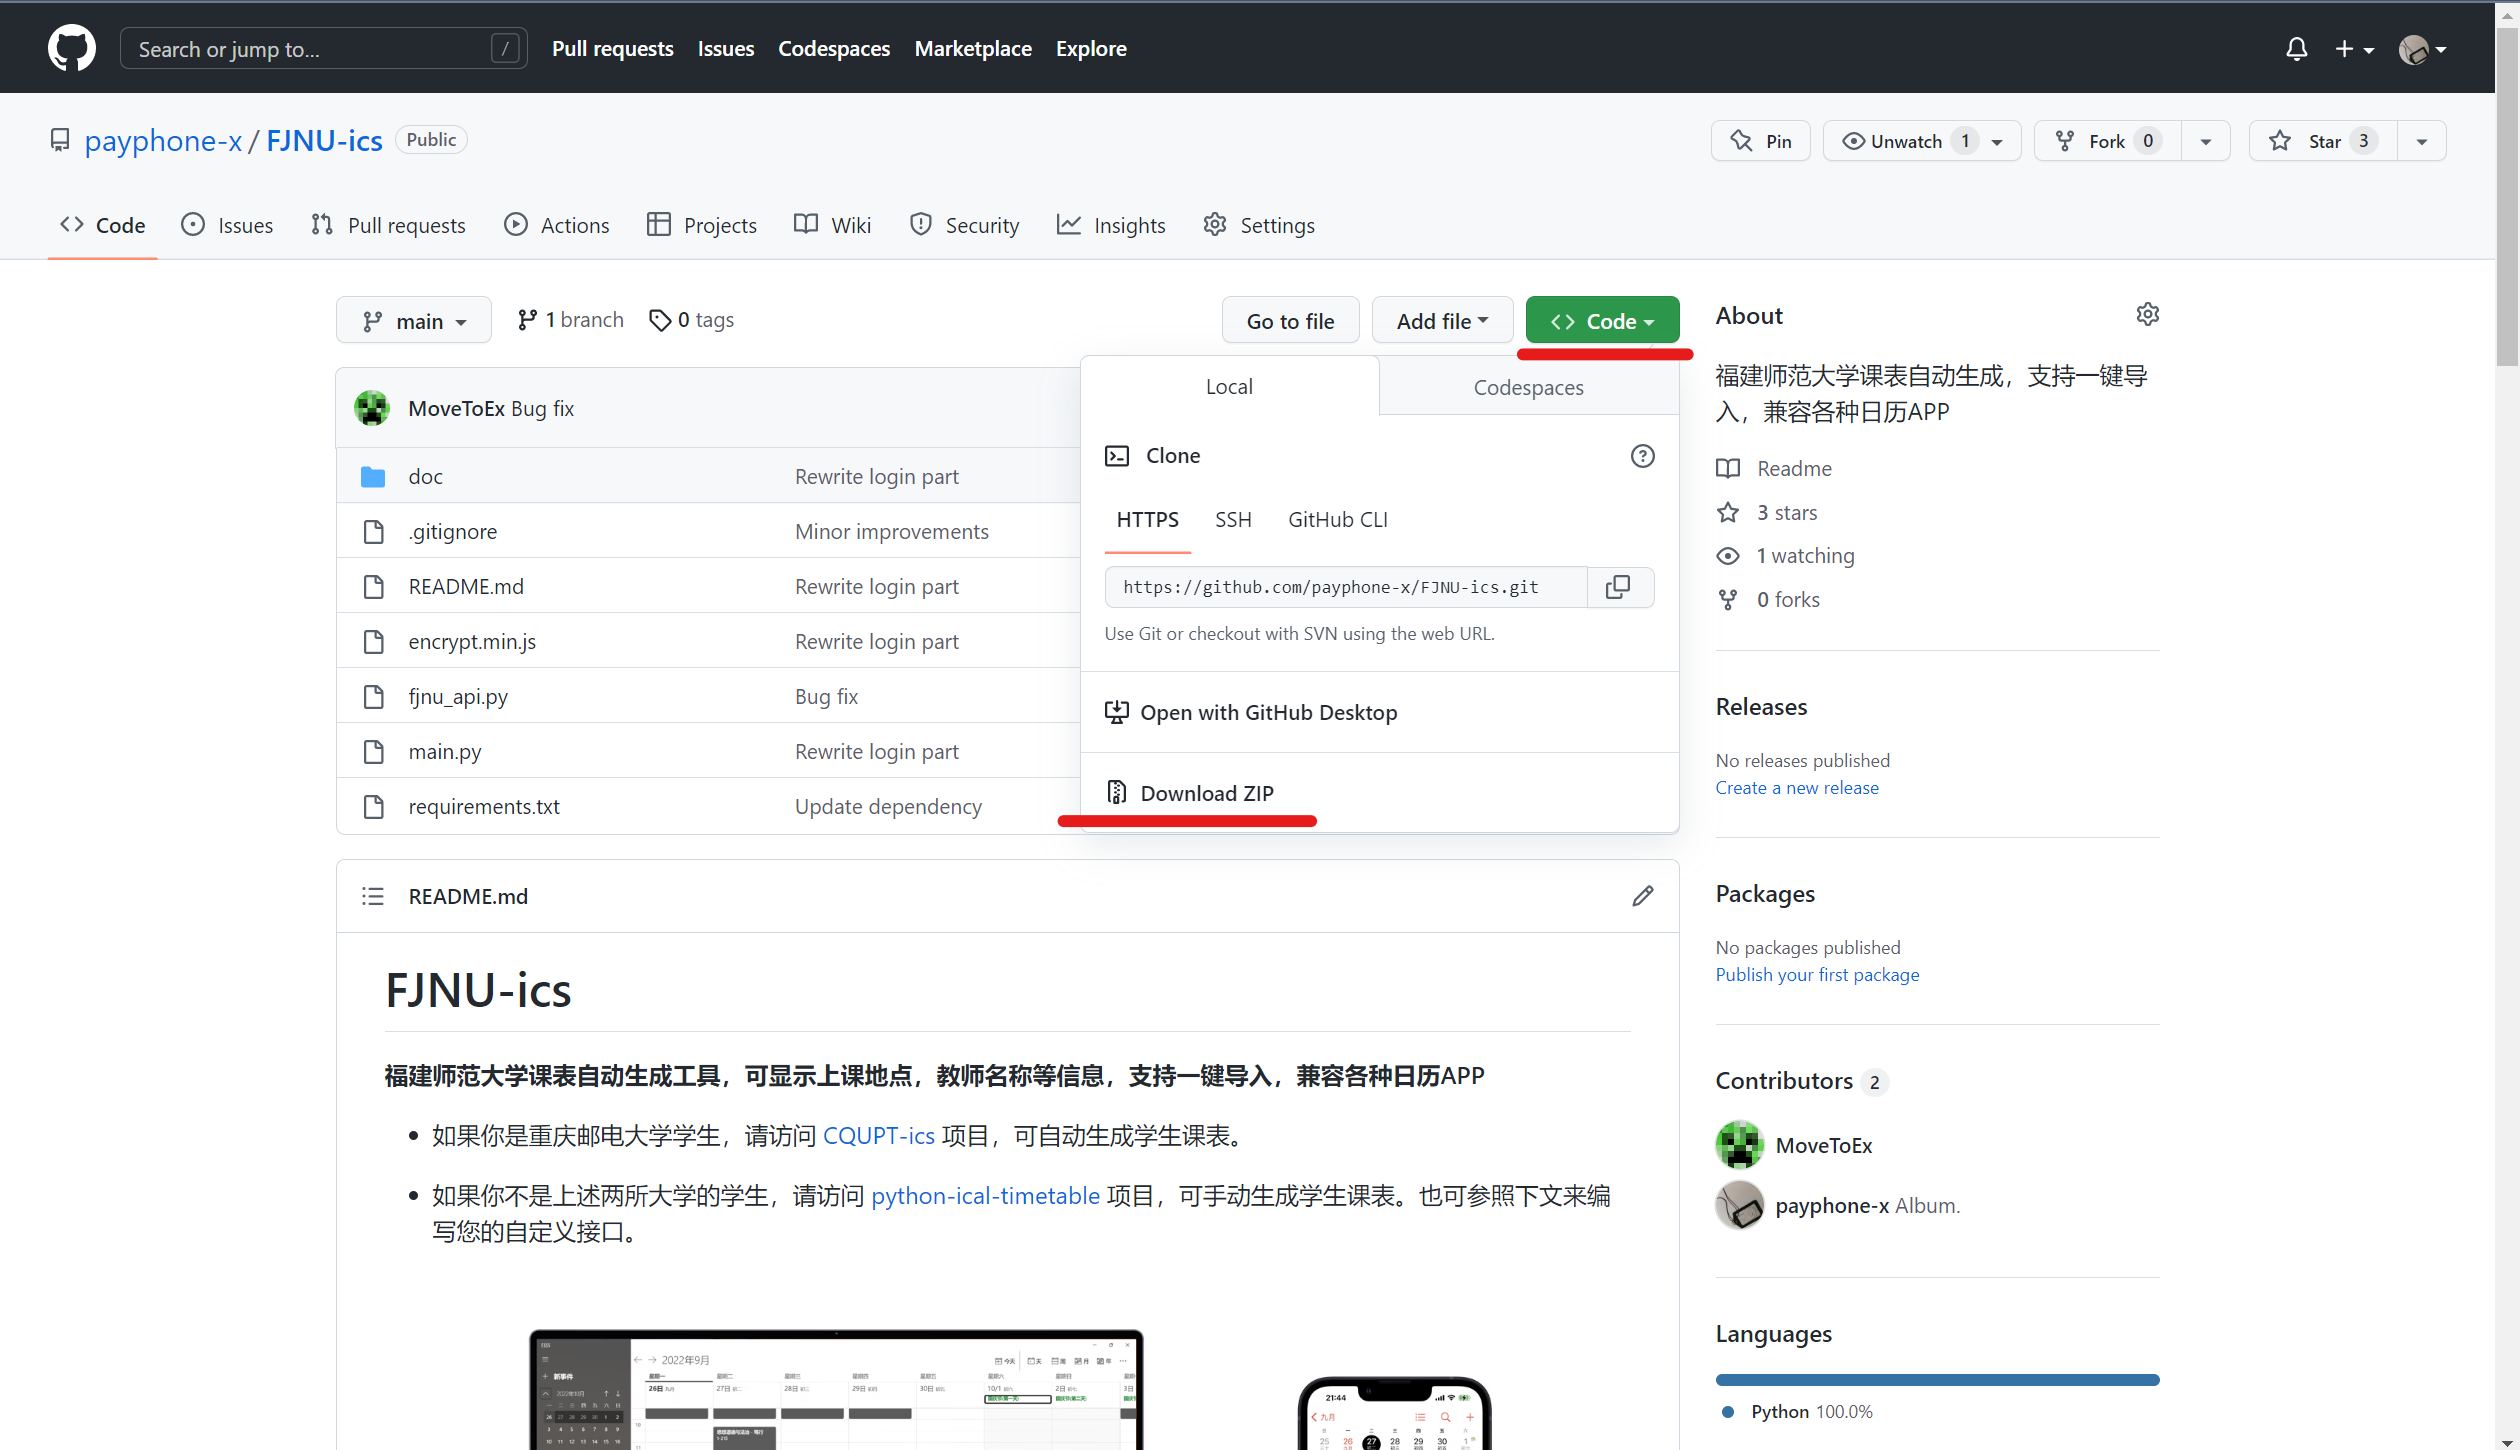 Search or jump to... /
Pull requests Issues Codespaces Marketplace Explore
payphone-x / FJNU-ics Public
Pin Unwatch 1 Fork 0 Star 3
Code Issues Pull requests Actions Projects Wiki Security Insights Settings
main 1 branch 0 tags
Go to file Add file Code
MoveToEx Bug fix
doc Rewrite login part
.gitignore Minor improvements
README.md Rewrite login part
encrypt.min.js Rewrite login part
fjnu_api.py Bug fix
main.py Rewrite login part
requirements.txt Update dependency
Local Codespaces
Clone
HTTPS SSH GitHub CLI
https://github.com/payphone-x/FJNU-ics.git
Use Git or checkout with SVN using the web URL.
Open with GitHub Desktop
Download ZIP
About
福建师范大学课表自动生成，支持一键导
入，兼容各种日历APP
Readme
3 stars
1 watching
0 forks
Releases
No releases published
Create a new release
Packages
No packages published
Publish your first package
Contributors 2
MoveToEx
payphone-x Album.
Languages
Python 100.0%
README.md
FJNU-ics
福建师范大学课表自动生成工具，可显示上课地点，教师名称等信息，支持一键导入，兼容各种日历APP
如果你是重庆邮电大学学生，请访问 CQUPT-ics 项目，可自动生成学生课表。
如果你不是上述两所大学的学生，请访问 python-ical-timetable 项目，可手动生成学生课表。也可参照下文来编
写您的自定义接口。
2022年9月
新事件
21:44
九月
25 26 27 28 29 30 1